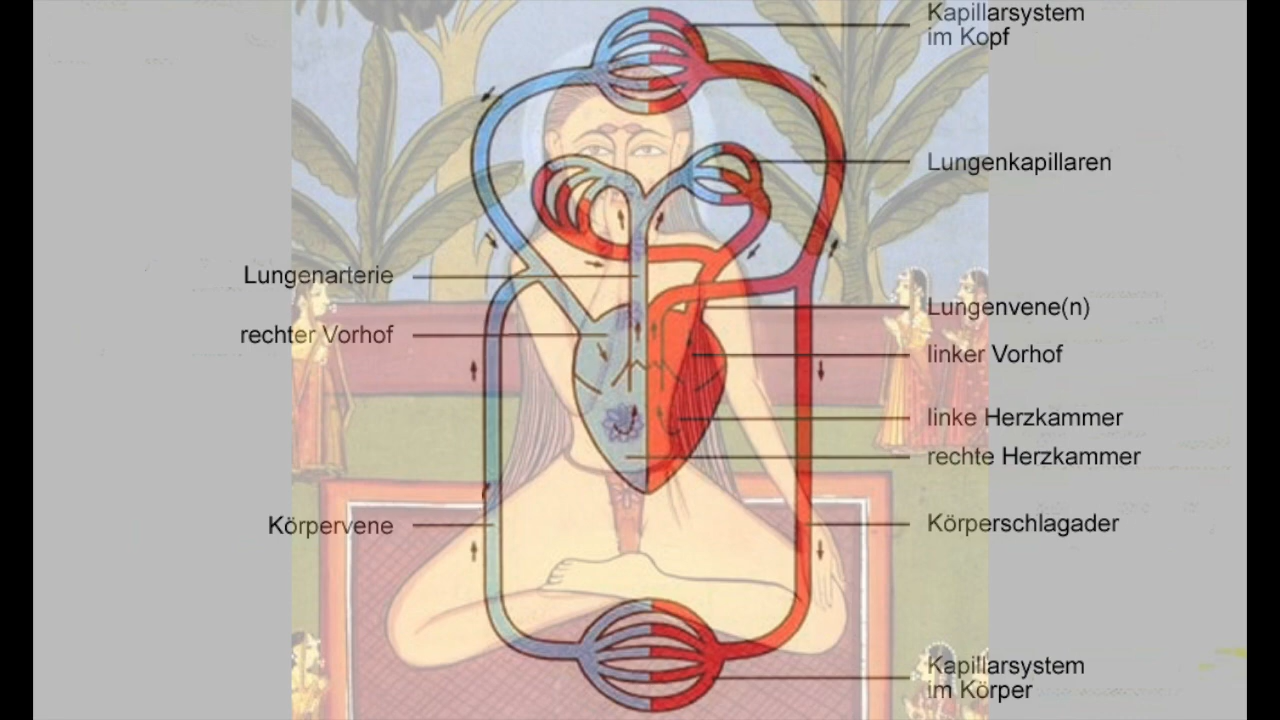 Kapillarsystem
im Kopf
Lungenkapillaren
Lungenarterie
Lungenvene(n)
rechter Vorhof
linker Vorhof
linke Herzkammer
rechte Herzkammer
Körpervene
Körperschlagader
Kapillarsystem
im Körper